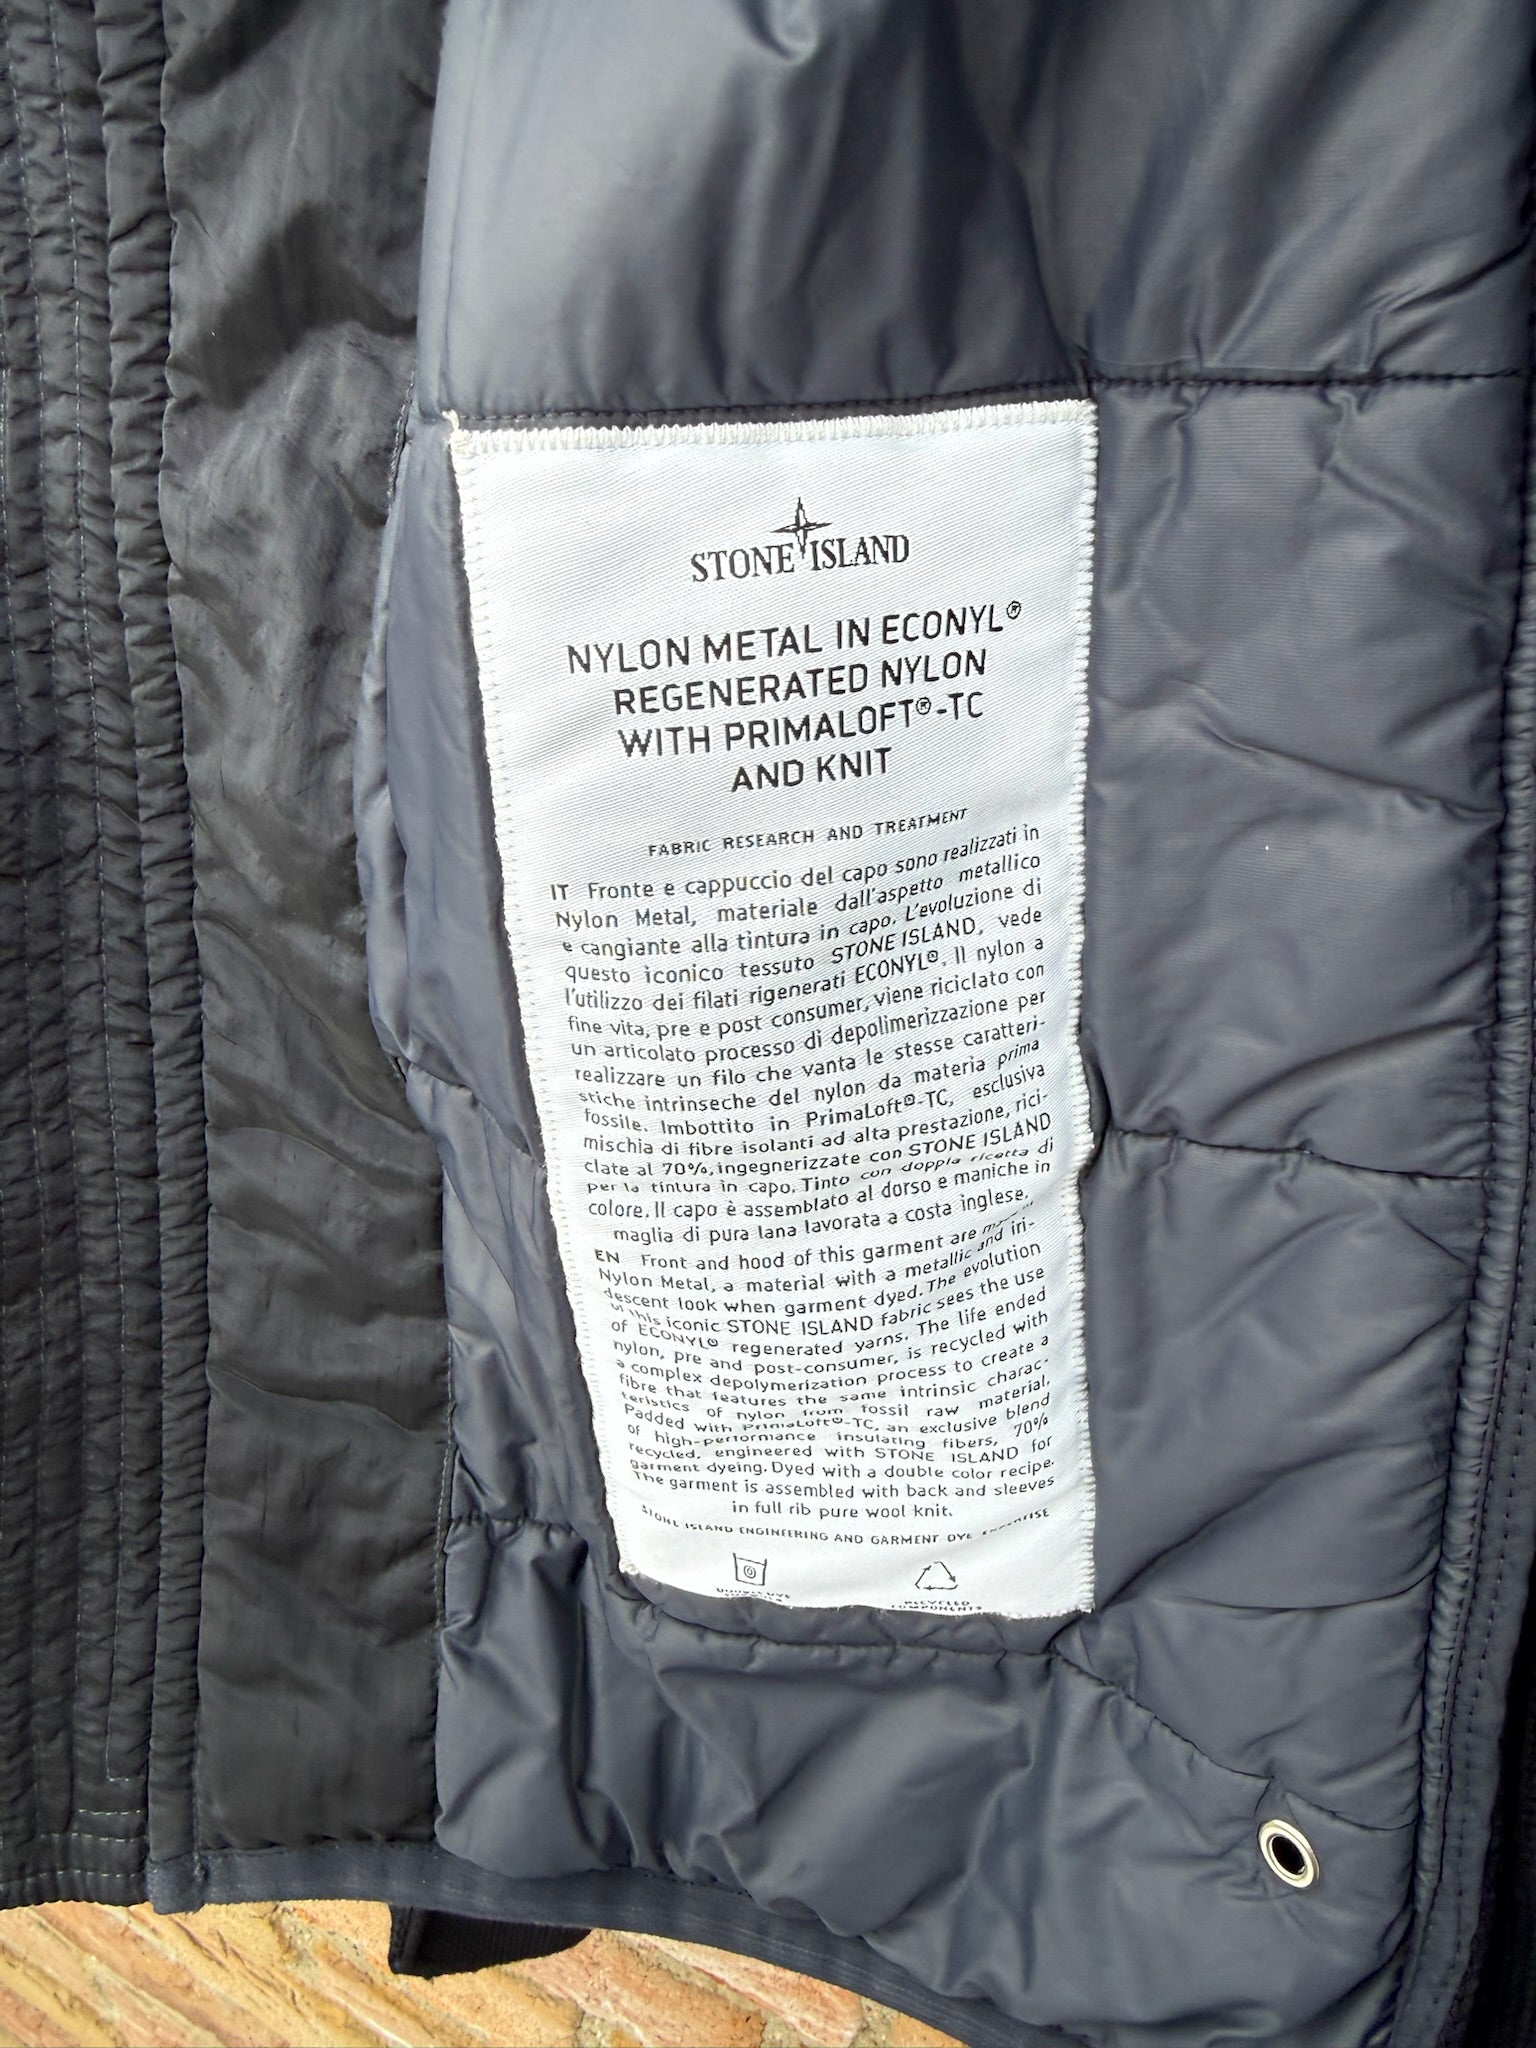 STONE ISLAND
NYLON METAL IN ECONYL®
REGENERATED NYLON
WITH PRIMALOFT®-TC
AND KNIT
FABRIC RESEARCH AND TREATMENT
IT Fronte e cappuccio del capo sono realizzati in
Nylon Metal, materiale dall'aspetto metallico
e cangiante alla tintura in capo. L'evoluzione di
questo iconico tessuto STONE ISLAND, vede
l'utilizzo dei filati rigenerati ECONYL®. Il nylon a
fine vita, pre e post consumer, viene riciclato con
un articolato processo di depolimerizzazione per
realizzare un filo che vanta le stesse caratteri-
stiche intrinseche del nylon da materia prima
fossile. Imbottito in PrimaLoft®-TC, esclusiva
mischia di fibre isolanti ad alta prestazione, rici-
clate al 70%, ingegnerizzate con STONE ISLAND
per la tintura in capo. Tinto con doppia ricetta di
colore. Il capo è assemblato al dorso e maniche in
maglia di pura lana lavorata a costa inglese.
EN Front and hood of this garment are
Nylon Metal, a material with a metallic and iri-
descent look when garment dyed. The evolution
of this iconic STONE ISLAND fabric sees the use
of ECONYL® regenerated yarns. The life ended
nylon, pre and post-consumer, is recycled with
a complex depolymerization process to create a
fibre that features the same intrinsic charac-
teristics of nylon from fossil raw material.
Padded with PrimaLoft®-TC, an exclusive blend
of high-performance insulating fibers, 70%
recycled, engineered with STONE ISLAND for
garment dyeing. Dyed with a double color recipe.
The garment is assembled with back and sleeves
in full rib pure wool knit.
STONE ISLAND ENGINEERING AND GARMENT DYE EXPERTISE
RECYCLED
COMPONENTS